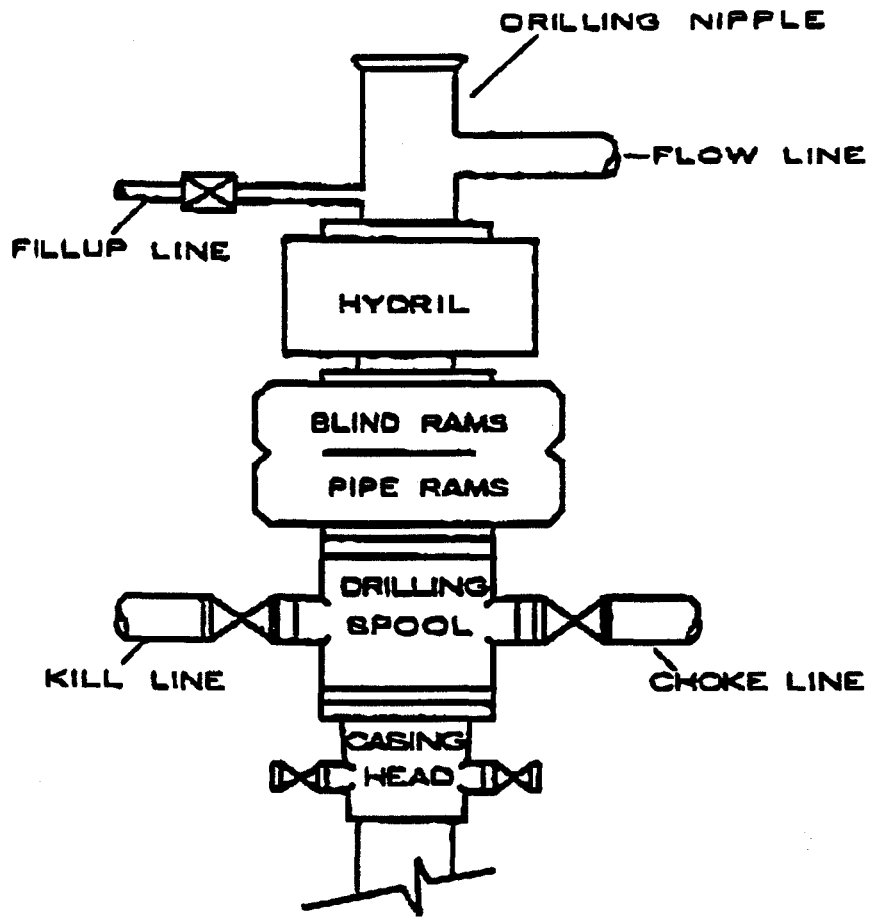 DRILLING NIPPLE
FLOW LINE
FILLUP LINE
HYDRIL
BLIND RAMS
PIPE RAMS
DRILLING
SPOOL
KILL LINE
CHOKE LINE
CASING
HEAD